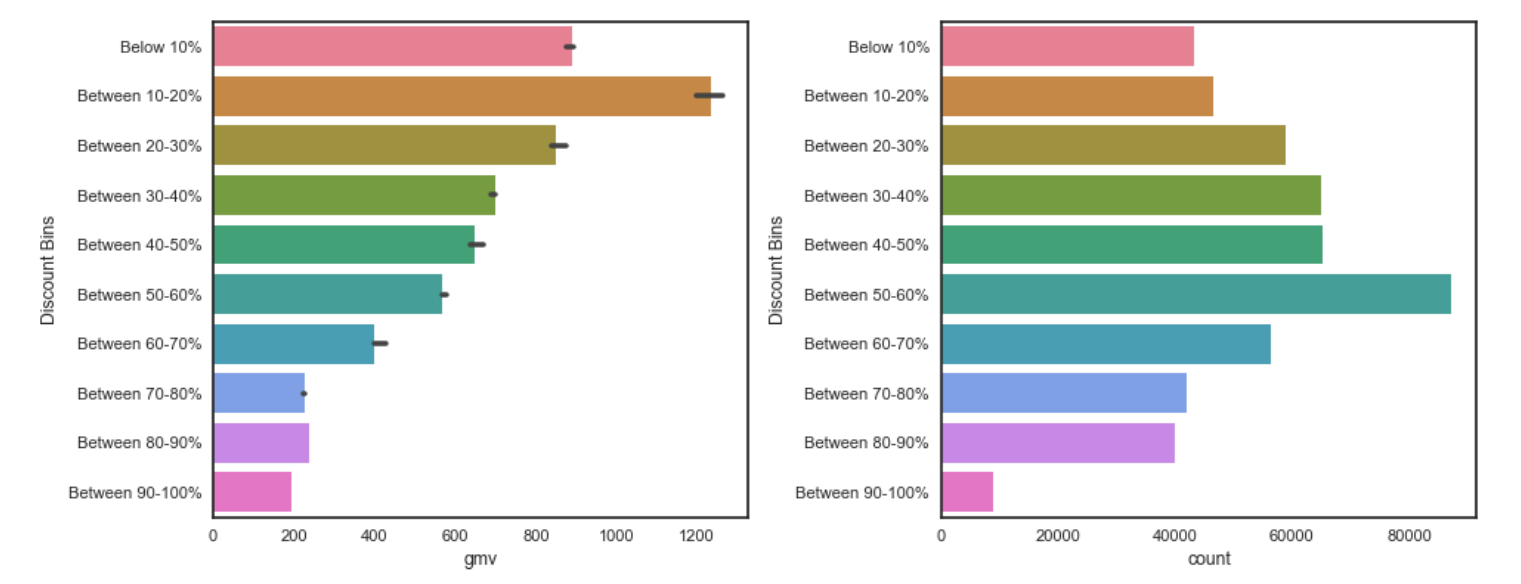 Discount Bins
Below 10%
Between 10-20%
Between 20-30%
Between 30-40%
Between 40-50%
Between 50-60%
Between 60-70%
Between 70-80%
Between 80-90%
Between 90-100%
0 200 400 600 800 1000 1200
gmv
Discount Bins
Below 10%
Between 10-20%
Between 20-30%
Between 30-40%
Between 40-50%
Between 50-60%
Between 60-70%
Between 70-80%
Between 80-90%
Between 90-100%
0 20000 40000 60000 80000
count